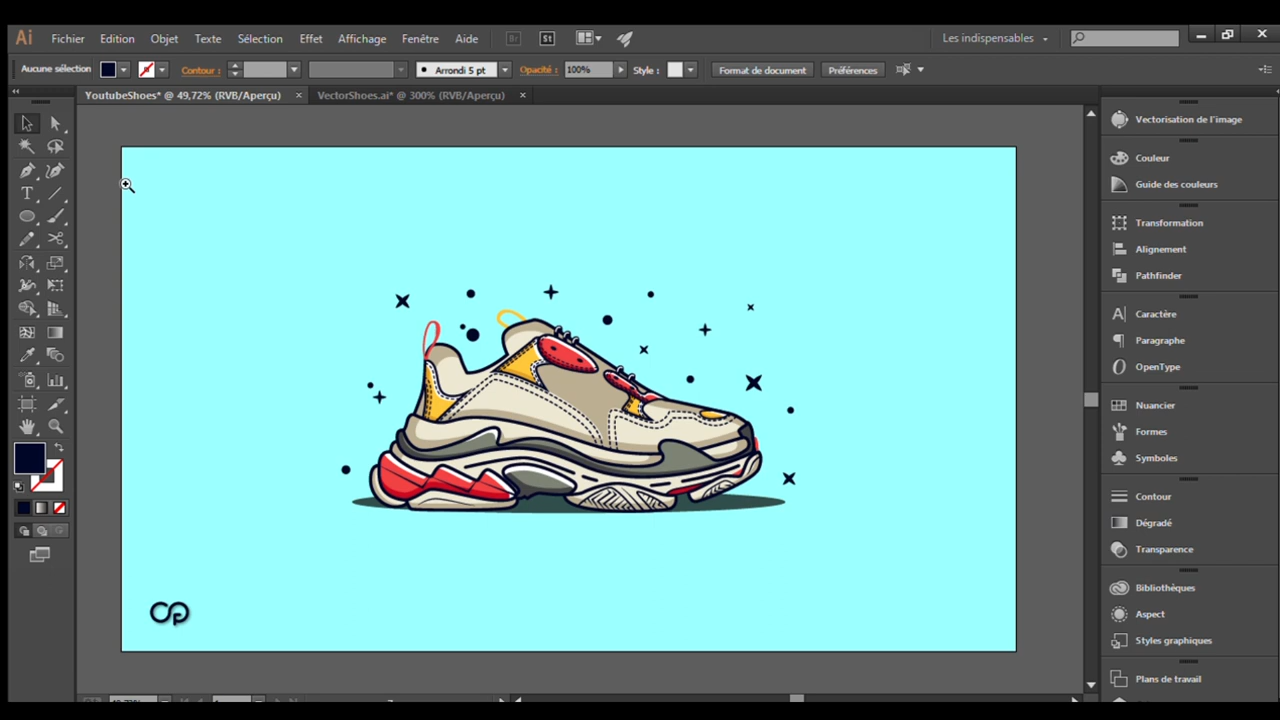 Ai Fichier Edition Objet Texte Sélection Effet Affichage Fenêtre Aide Br St Les indispensables
Aucune sélection Contour : Arrondi 5 pt Opacité : 100% Style : Format de document Préférences
YoutubeShoes* @ 49,72% (RVB/Aperçu) × VectorShoes.ai* @ 300% (RVB/Aperçu) ×
Vectorisation de l'image
Couleur
Guide des couleurs
Transformation
Alignement
Pathfinder
Caractère
Paragraphe
OpenType
Nuancier
Formes
Symboles
Contour
Dégradé
Transparence
Bibliothèques
Aspect
Styles graphiques
Plans de travail